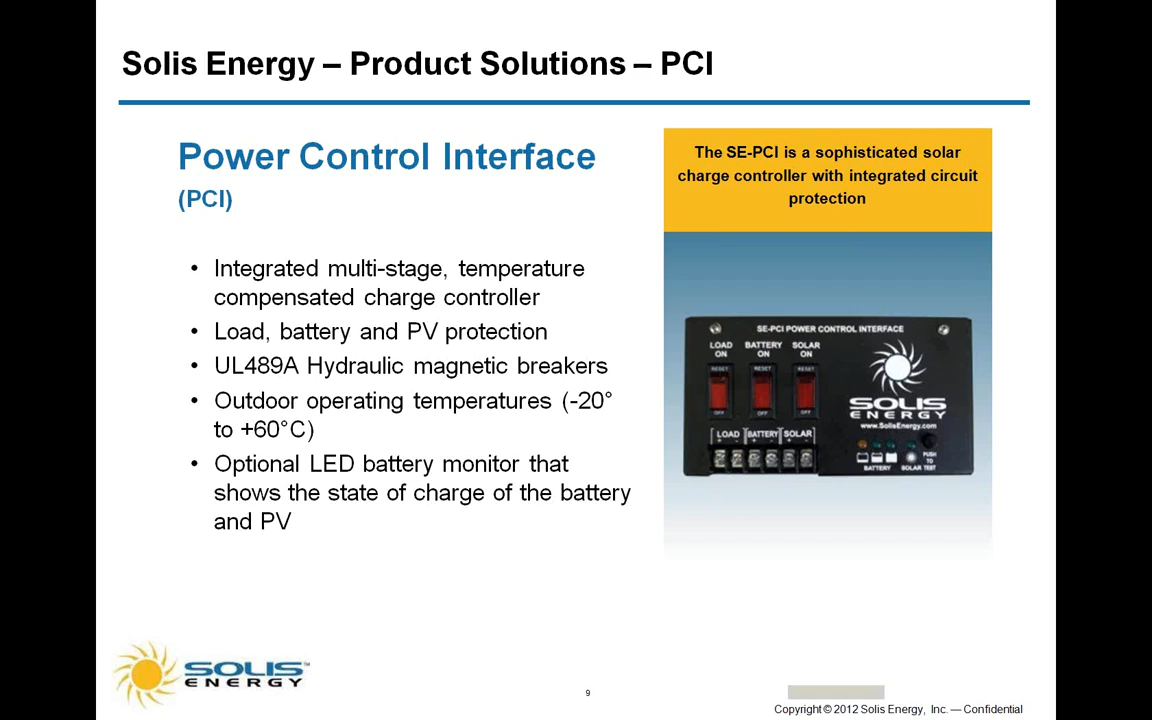 Solis Energy – Product Solutions – PCI
Power Control Interface
(PCI)
• Integrated multi-stage, temperature
compensated charge controller
• Load, battery and PV protection
• UL489A Hydraulic magnetic breakers
• Outdoor operating temperatures (-20°
to +60°C)
• Optional LED battery monitor that
shows the state of charge of the battery
and PV
The SE-PCI is a sophisticated solar
charge controller with integrated circuit
protection
SE-PCI POWER CONTROL INTERFACE
LOAD BATTERY SOLAR
ON ON ON
RESET RESET RESET
OFF OFF OFF
SOLIS
ENERGY
www.SolisEnergy.com
LOAD BATTERY SOLAR
+ - + - + -
PUSH
TO
TEST
BATTERY SOLAR
SOLIS™
ENERGY
9
Copyright © 2012 Solis Energy, Inc. — Confidential